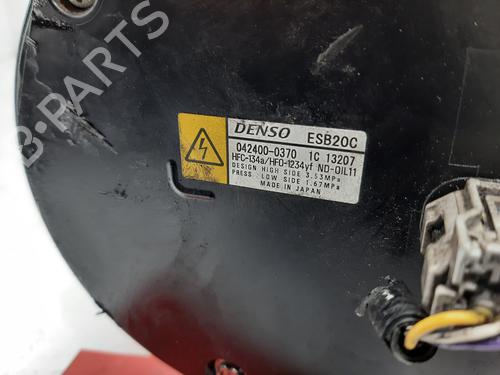 DENSO ESB20C
042400-0370 1C 13207
HFC-134a/HFO-1234yf ND-OIL11
DESIGN HIGH SIDE 3.53MPa
PRESS. LOW SIDE 1.67MPa
MADE IN JAPAN